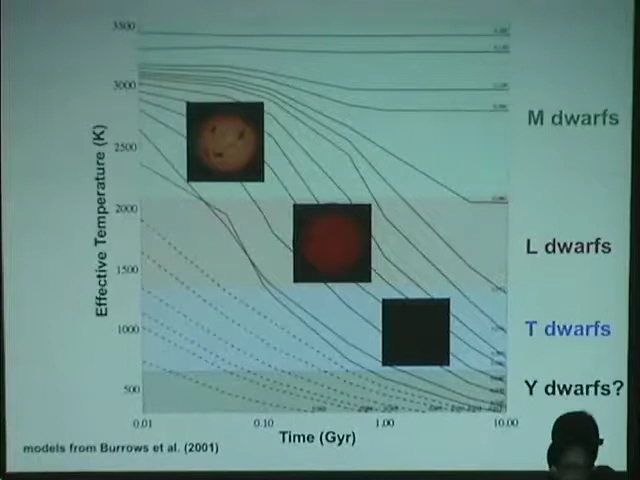 3500
3000
2500
2000
1500
1000
500
Effective Temperature (K)
0.01
0.10
1.00
10.00
Time (Gyr)
M dwarfs
L dwarfs
T dwarfs
Y dwarfs?
models from Burrows et al. (2001)